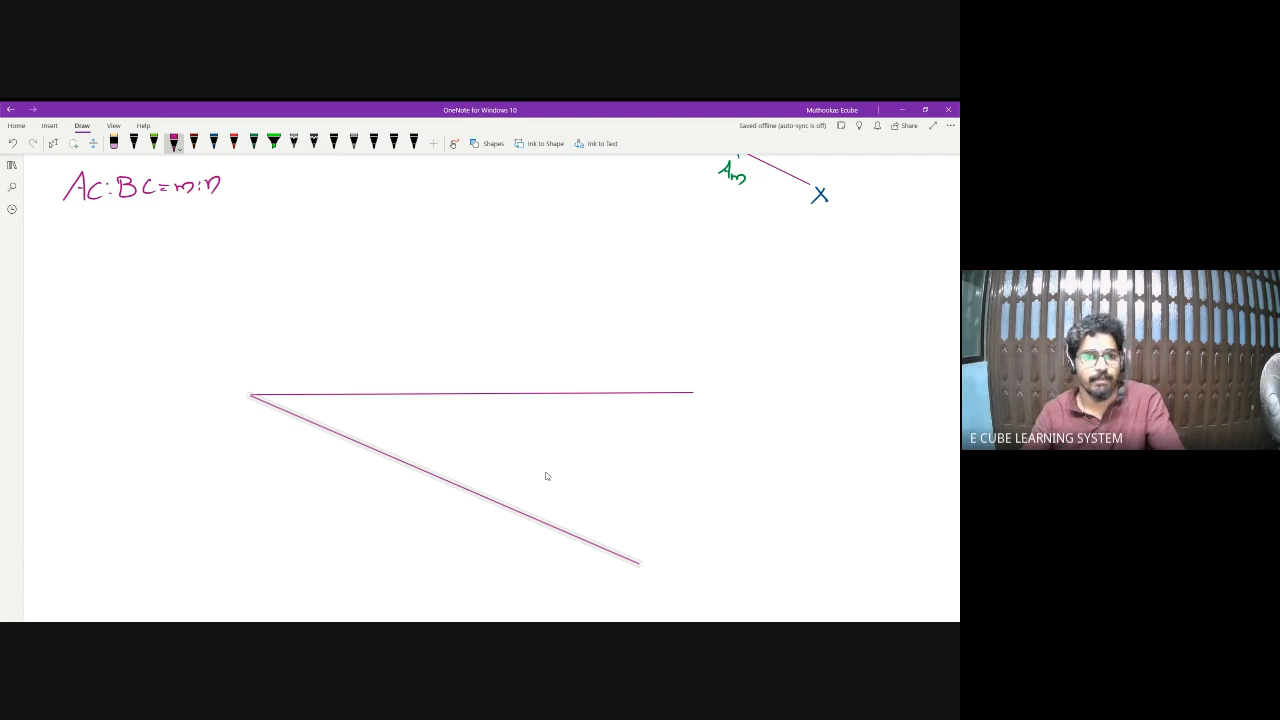 OneNote for Windows 10
Muthookas Ecube
Home Insert Draw View Help
Saved offline (auto-sync is off)
Share
Shapes
Ink to Shape
Ink to Text
AC:BC=m:n
Am
X
E CUBE LEARNING SYSTEM